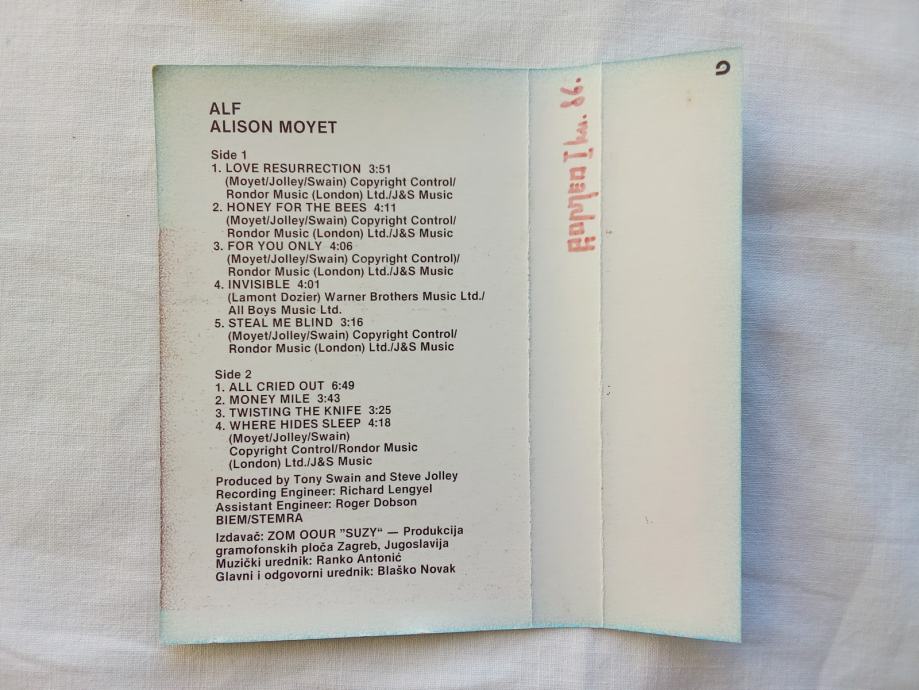 ALF
ALISON MOYET
Side 1
1. LOVE RESURRECTION 3:51
(Moyet/Jolley/Swain) Copyright Control/
Rondor Music (London) Ltd./J&S Music
2. HONEY FOR THE BEES 4:11
(Moyet/Jolley/Swain) Copyright Control/
Rondor Music (London) Ltd./J&S Music
3. FOR YOU ONLY 4:06
(Moyet/Jolley/Swain) Copyright Control)/
Rondor Music (London) Ltd./J&S Music
4. INVISIBLE 4:01
(Lamont Dozier) Warner Brothers Music Ltd./
All Boys Music Ltd.
5. STEAL ME BLIND 3:16
(Moyet/Jolley/Swain) Copyright Control/
Rondor Music (London) Ltd./J&S Music
Side 2
1. ALL CRIED OUT 6:49
2. MONEY MILE 3:43
3. TWISTING THE KNIFE 3:25
4. WHERE HIDES SLEEP 4:18
(Moyet/Jolley/Swain)
Copyright Control/Rondor Music
(London) Ltd./J&S Music
Produced by Tony Swain and Steve Jolley
Recording Engineer: Richard Lengyel
Assistant Engineer: Roger Dobson
BIEM/STEMRA
Izdavač: ZOM OOUR ”SUZY“ — Produkcija
gramofonskih ploča Zagreb, Jugoslavija
Muzički urednik: Ranko Antonić
Glavni i odgovorni urednik: Blaško Novak